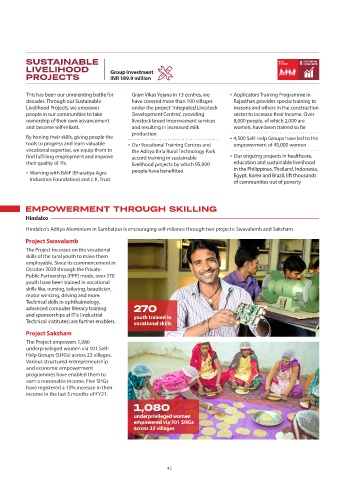 SUSTAINABLE
LIVELIHOOD
PROJECTS
Group Investment
INR 189.9 million
This has been our unrelenting battle for
decades. Through our Sustainable
Livelihood Projects, we empower
people in our communities to take
ownership of their own advancement
and become self-reliant.
By honing their skills, giving people the
tools to progress and learn valuable
vocational expertise, we equip them to
find fulfilling employment and improve
their quality of life.
• Working with BAIF (Bharatiya Agro
Industries Foundation) and J. K. Trust
Gram Vikas Yojana in 13 centres, we
have covered more than 100 villages
under the project 'Integrated Livestock
Development Centres', providing
livestock breed improvement services
and resulting in increased milk
production
• Our Vocational Training Centres and
the Aditya Birla Rural Technology Park
accord training in sustainable
livelihood projects by which 95,800
people have benefitted
• Applicators Training Programme in
Rajasthan provides special training to
masons and others in the construction
sector to increase their income. Over
8,000 people, of which 2,000 are
women, have been trained so far
• 4,500 Self-Help Groups have led to the
empowerment of 45,000 women
• Our ongoing projects in healthcare,
education and sustainable livelihood
in the Philippines, Thailand, Indonesia,
Egypt, Korea and Brazil, lift thousands
of communities out of poverty
EMPOWERMENT THROUGH SKILLING
Hindalco
Hindalco's Aditya Aluminium in Sambalpur is encouraging self-reliance through two projects: Swavalamb and Saksham.
Project Swavalamb
The Project focusses on the vocational
skills of the rural youth to make them
employable. Since its commencement in
October 2020 through the Private-
Public Partnership (PPP) mode, over 270
youth have been trained in vocational
skills like, nursing, tailoring, beautician,
motor winding, driving and more.
Technical skills in ophthalmology,
advanced computer literacy training
and sponsorships at ITIs (Industrial
Technical Institutes) are further enablers.
Project Saksham
The Project empowers 1,080
underprivileged women via 101 Self-
Help Groups (SHGs) across 23 villages.
Various structured entrepreneurship
and economic empowerment
programmes have enabled them to
earn a reasonable income. Five SHGs
have registered a 15% increase in their
income in the last 5 months of FY21.
270
youth trained in
vocational skills
1,080
underprivileged women
empowered via 101 SHGs
across 23 villages